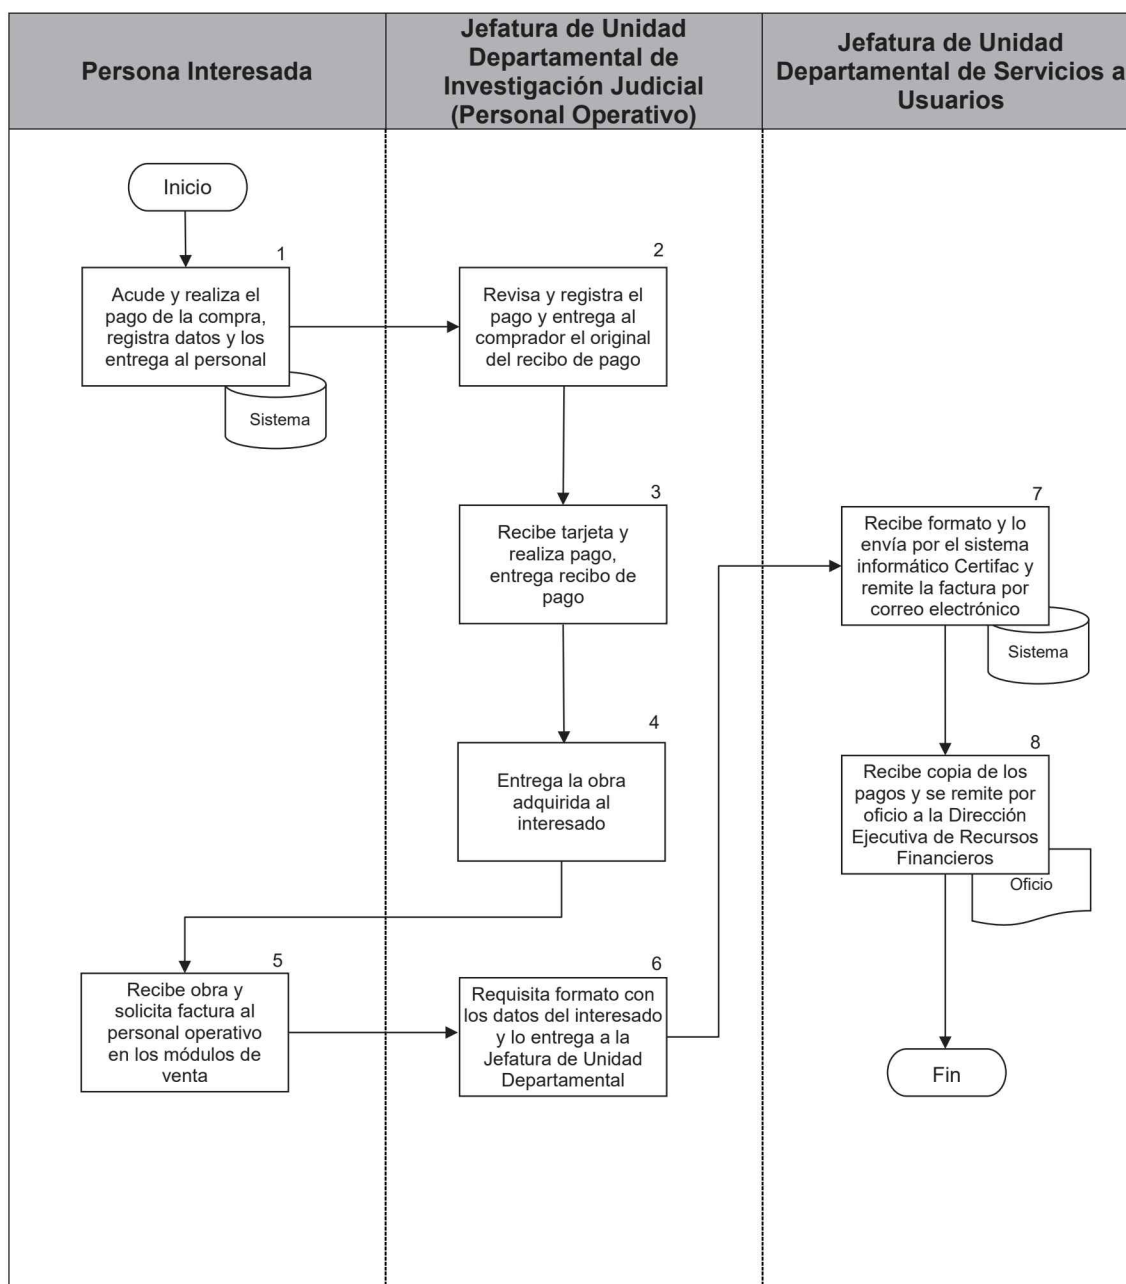 Persona Interesada
Jefatura de Unidad
Departamental de
Investigación Judicial
(Personal Operativo)
Jefatura de Unidad
Departamental de Servicios a
Usuarios
Inicio
1
Acude y realiza el
pago de la compra,
registra datos y los
entrega al personal
Sistema
2
Revisa y registra el
pago y entrega al
comprador el original
del recibo de pago
3
Recibe tarjeta y
realiza pago,
entrega recibo de
pago
4
Entrega la obra
adquirida al
interesado
5
Recibe obra y
solicita factura al
personal operativo
en los módulos de
venta
6
Requisita formato con
los datos del interesado
y lo entrega a la
Jefatura de Unidad
Departamental
7
Recibe formato y lo
envía por el sistema
informático Certifac y
remite la factura por
correo electrónico
Sistema
8
Recibe copia de los
pagos y se remite por
oficio a la Dirección
Ejecutiva de Recursos
Financieros
Oficio
Fin